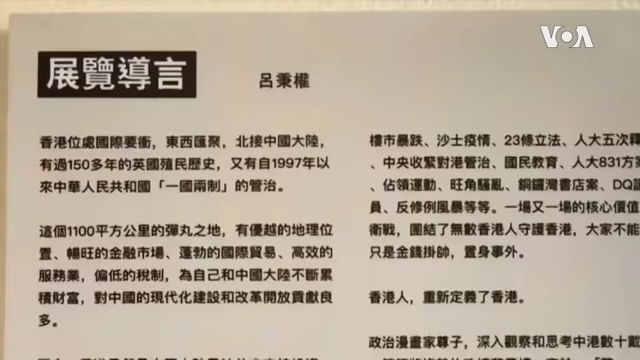 VOA
展覽導言
呂秉權
香港位處國際要衝，東西匯聚，北接中國大陸，
有過150多年的英國殖民歷史，又有自1997年以
來中華人民共和國「一國兩制」的管治。
這個1100平方公里的彈丸之地，有優越的地理位
置、暢旺的金融市場、蓬勃的國際貿易、高效的
服務業，偏低的稅制，為自己和中國大陸不斷累
積財富，對中國的現代化建設和改革開放貢獻良
多。
樓市暴跌、沙士疫情、23條立法、人大五次釋
、中央收緊對港管治、國民教育、人大831方案
、佔領運動、旺角騷亂、銅鑼灣書店案、DQ議
員、反修例風暴等等。一場又一場的核心價值
衛戰，團結了無數香港人守護香港，大家不能
只是金錢掛帥，置身事外。
香港人，重新定義了香港。
政治漫畫家尊子，深入觀察和思考中港數十載